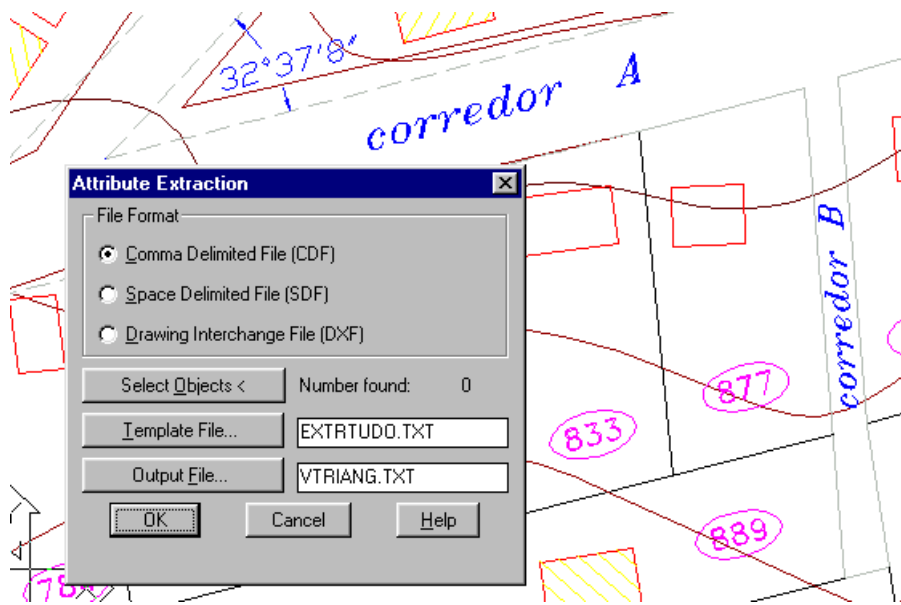 32°37'8"
corredor A
Attribute Extraction
File Format
Comma Delimited File (CDF)
Space Delimited File (SDF)
Drawing Interchange File (DXF)
Select Objects <
Number found: 0
Template File...
EXTRTUDO.TXT
Output File...
VTRIANG.TXT
OK
Cancel
Help
corredor B
877
833
889